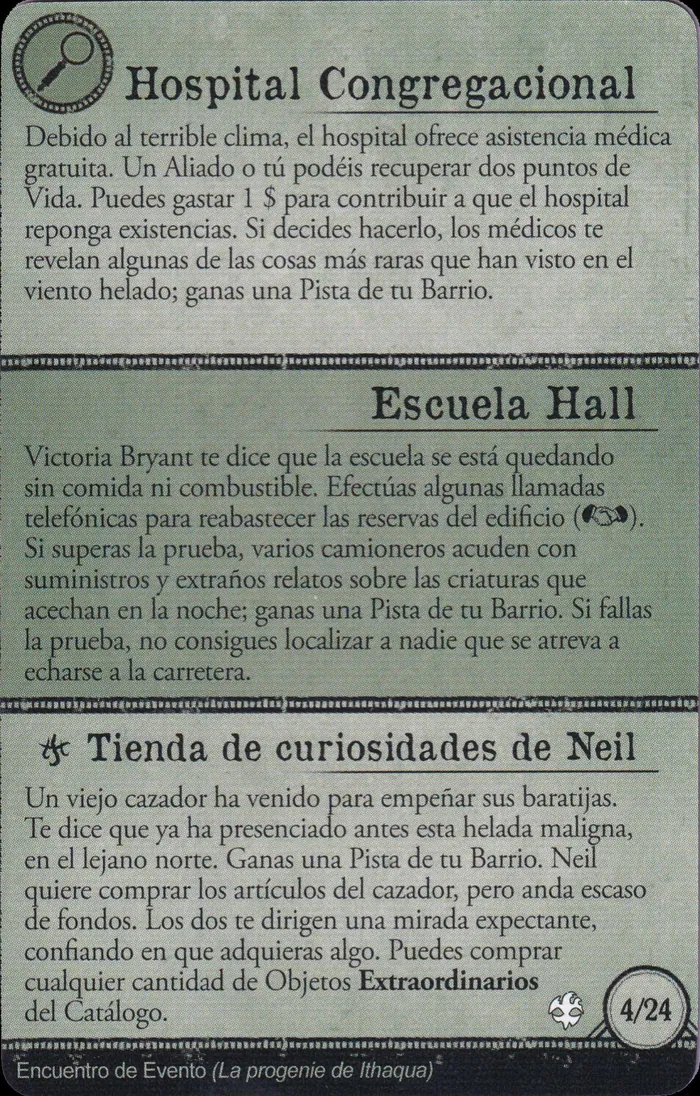 Hospital Congregacional
Debido al terrible clima, el hospital ofrece asistencia médica
gratuita. Un Aliado o tú podéis recuperar dos puntos de
Vida. Puedes gastar 1 $ para contribuir a que el hospital
reponga existencias. Si decides hacerlo, los médicos te
revelan algunas de las cosas más raras que han visto en el
viento helado; ganas una Pista de tu Barrio.
Escuela Hall
Victoria Bryant te dice que la escuela se está quedando
sin comida ni combustible. Efectúas algunas llamadas
telefónicas para reabastecer las reservas del edificio ( ).
Si superas la prueba, varios camioneros acuden con
suministros y extraños relatos sobre las criaturas que
acechan en la noche; ganas una Pista de tu Barrio. Si fallas
la prueba, no consigues localizar a nadie que se atreva a
echarse a la carretera.
Tienda de curiosidades de Neil
Un viejo cazador ha venido para empeñar sus baratijas.
Te dice que ya ha presenciado antes esta helada maligna,
en el lejano norte. Ganas una Pista de tu Barrio. Neil
quiere comprar los artículos del cazador, pero anda escaso
de fondos. Los dos te dirigen una mirada expectante,
confiando en que adquieras algo. Puedes comprar
cualquier cantidad de Objetos Extraordinarios
del Catálogo.
4/24
Encuentro de Evento (La progenie de Ithaqua)